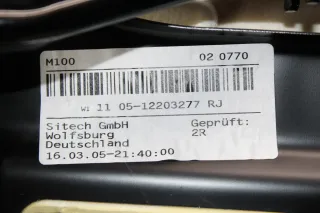 M100 02 0770
WI 11 05-12203277 RJ
Sitech GmbH Geprüft:
Wolfsburg 2R
Deutschland
16.03.05-21:40:00